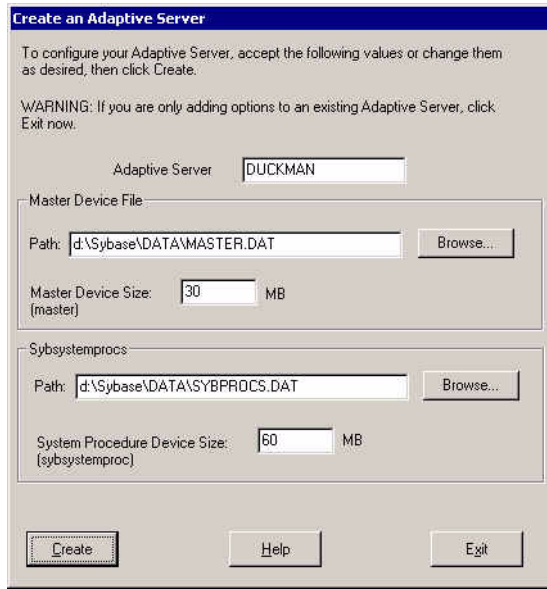 Create an Adaptive Server
To configure your Adaptive Server, accept the following values or change them
as desired, then click Create.
WARNING: If you are only adding options to an existing Adaptive Server, click
Exit now.
Adaptive Server DUCKMAN
Master Device File
Path: d:\Sybase\DATA\MASTER.DAT Browse...
Master Device Size: 30 MB
(master)
Sybsystemprocs
Path: d:\Sybase\DATA\SYBPROCS.DAT Browse...
System Procedure Device Size: 60 MB
(sybsystemproc)
Create Help Exit